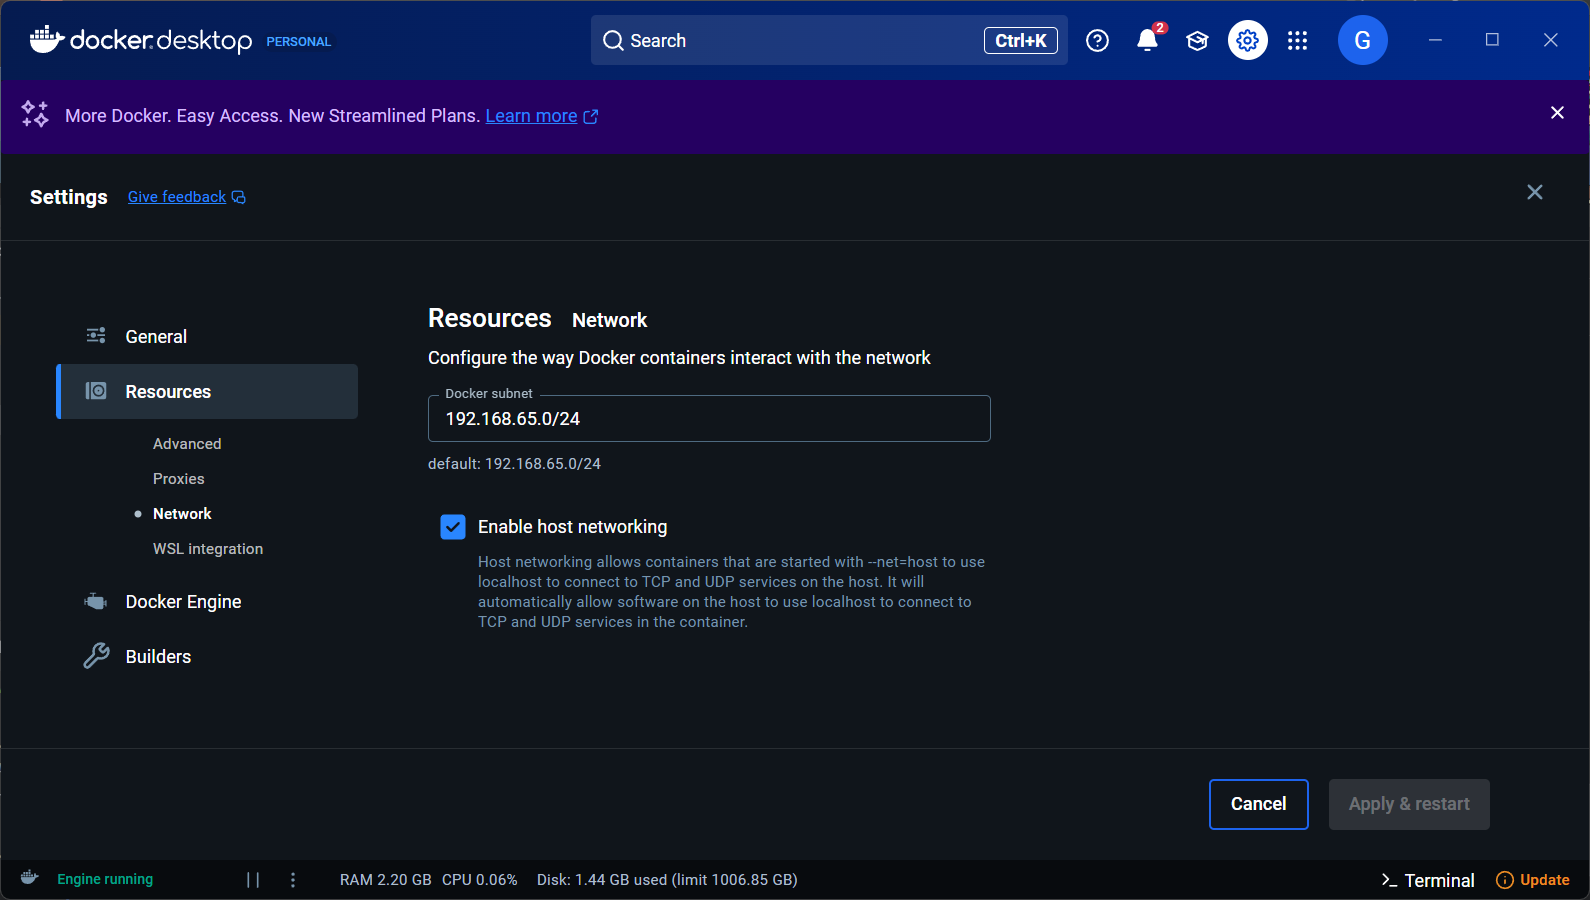 docker.desktop PERSONAL
Search
Ctrl+K
2
G
More Docker. Easy Access. New Streamlined Plans. Learn more
Settings
Give feedback
General
Resources
Advanced
Proxies
Network
WSL integration
Docker Engine
Builders
Resources Network
Configure the way Docker containers interact with the network
Docker subnet
192.168.65.0/24
default: 192.168.65.0/24
Enable host networking
Host networking allows containers that are started with --net=host to use
localhost to connect to TCP and UDP services on the host. It will
automatically allow software on the host to use localhost to connect to
TCP and UDP services in the container.
Cancel
Apply & restart
Engine running
RAM 2.20 GB CPU 0.06% Disk: 1.44 GB used (limit 1006.85 GB)
Terminal
Update